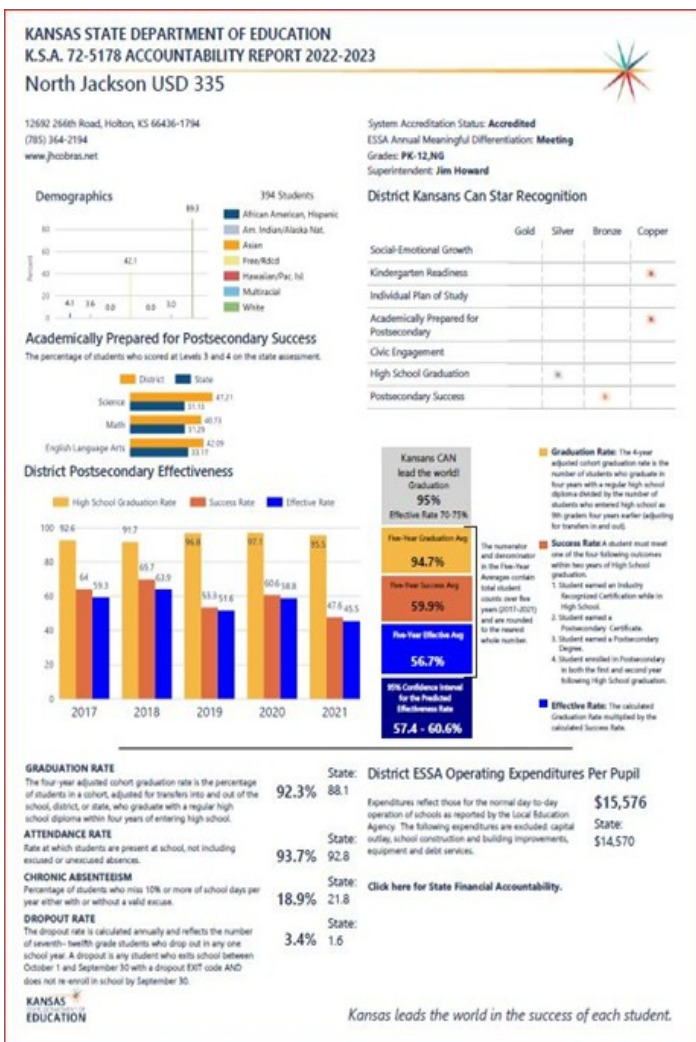 KANSAS STATE DEPARTMENT OF EDUCATION
K.S.A. 72-5178 ACCOUNTABILITY REPORT 2022-2023
North Jackson USD 335
12692 266th Road, Holton, KS 66436-1794
(785) 364-2194
www.jhcobras.net
System Accreditation Status: Accredited
ESSA Annual Meaningful Differentiation: Meeting
Grades: PK-12,NG
Superintendent: Jim Howard
Demographics
394 Students
Percent
80
60
40
20
0
4.1 3.6 0.0 42.1 0.0 3.0 89.3
African American, Hispanic
Am. Indian/Alaska Nat.
Asian
Free/Rdcd
Hawaiian/Pac. Isl
Multiracial
White
District Kansans Can Star Recognition
Gold Silver Bronze Copper
Social-Emotional Growth
Kindergarten Readiness
Individual Plan of Study
Academically Prepared for
Postsecondary
Civic Engagement
High School Graduation
Postsecondary Success
Academically Prepared for Postsecondary Success
The percentage of students who scored at Levels 3 and 4 on the state assessment.
District State
Science 41.21
31.15
Math 40.73
31.29
English Language Arts 42.09
33.17
District Postsecondary Effectiveness
High School Graduation Rate Success Rate Effective Rate
100
80
60
40
20
0
92.6 64 59.3
91.7 69.7 63.9
96.8 53.3 51.6
97.1 60.6 58.8
95.5 47.6 45.5
2017 2018 2019 2020 2021
Kansans CAN
lead the world!
Graduation
95%
Effective Rate 70-75%
Five-Year Graduation Avg
94.7%
Five-Year Success Avg
59.9%
Five-Year Effective Avg
56.7%
95% Confidence Interval
for the Predicted
Effectiveness Rate
57.4 - 60.6%
The numerator
and denominator
in the Five-Year
Averages contain
total student
counts over five
years (2017-2021)
and are rounded
to the nearest
whole number.
Graduation Rate: The 4-year
adjusted cohort graduation rate is the
number of students who graduate in
four years with a regular high school
diploma divided by the number of
students who entered high school as
9th graders four years earlier (adjusting
for transfers in and out).
Success Rate: A student must meet
one of the four following outcomes
within two years of High School
graduation.
1. Student earned an Industry
Recognized Certification while in
High School.
2. Student earned a
Postsecondary Certificate.
3. Student earned a Postsecondary
Degree.
4. Student enrolled in Postsecondary
in both the first and second year
following High School graduation.
Effective Rate: The calculated
Graduation Rate multiplied by the
calculated Success Rate.
GRADUATION RATE
The four-year adjusted cohort graduation rate is the percentage
of students in a cohort, adjusted for transfers into and out of the
school, district, or state, who graduate with a regular high
school diploma within four years of entering high school.
92.3% State: 88.1
ATTENDANCE RATE
Rate at which students are present at school, not including
excused or unexcused absences.
93.7% State: 92.8
CHRONIC ABSENTEEISM
Percentage of students who miss 10% or more of school days per
year either with or without a valid excuse.
18.9% State: 21.8
DROPOUT RATE
The dropout rate is calculated annually and reflects the number
of seventh– twelfth grade students who drop out in any one
school year. A dropout is any student who exits school between
October 1 and September 30 with a dropout EXIT code AND
does not re-enroll in school by September 30.
3.4% State: 1.6
District ESSA Operating Expenditures Per Pupil
Expenditures reflect those for the normal day-to-day
operation of schools as reported by the Local Education
Agency. The following expenditures are excluded: capital
outlay, school construction and building improvements,
equipment and debt services.
$15,576
State:
$14,570
Click here for State Financial Accountability.
KANSAS
STATE DEPARTMENT OF
EDUCATION
Kansas leads the world in the success of each student.